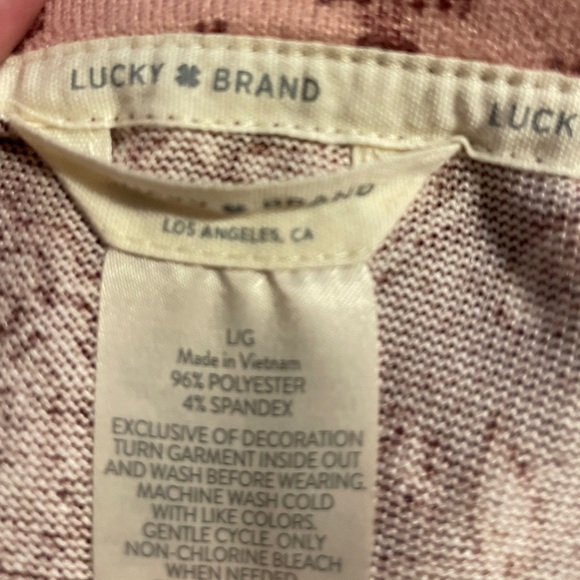 LUCKY BRAND
LUCK
BRAND
LOS ANGELES, CA
L/G
Made in Vietnam
96% POLYESTER
4% SPANDEX
EXCLUSIVE OF DECORATION
TURN GARMENT INSIDE OUT
AND WASH BEFORE WEARING.
MACHINE WASH COLD
WITH LIKE COLORS.
GENTLE CYCLE. ONLY
NON-CHLORINE BLEACH
WHEN NEEDED.